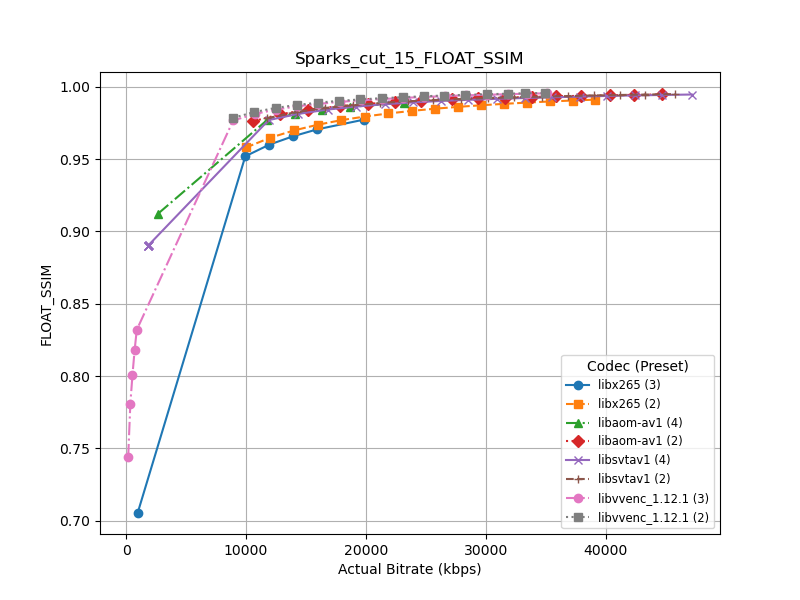 Sparks_cut_15_FLOAT_SSIM
FLOAT_SSIM
1.00
0.95
0.90
0.85
0.80
0.75
0.70
Codec (Preset)
libx265 (3)
libx265 (2)
libaom-av1 (4)
libaom-av1 (2)
libsvtav1 (4)
libsvtav1 (2)
libvvenc_1.12.1 (3)
libvvenc_1.12.1 (2)
0
10000
20000
30000
40000
Actual Bitrate (kbps)